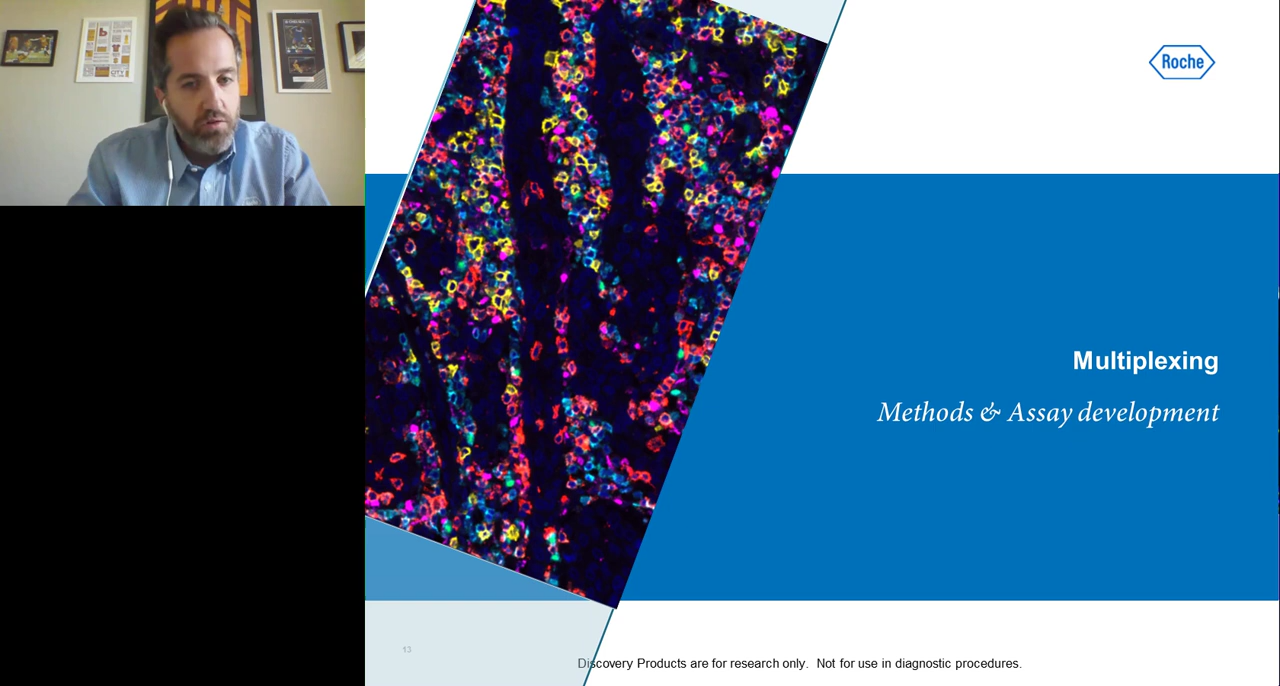 Roche
Multiplexing
Methods & Assay development
13
Discovery Products are for research only. Not for use in diagnostic procedures.